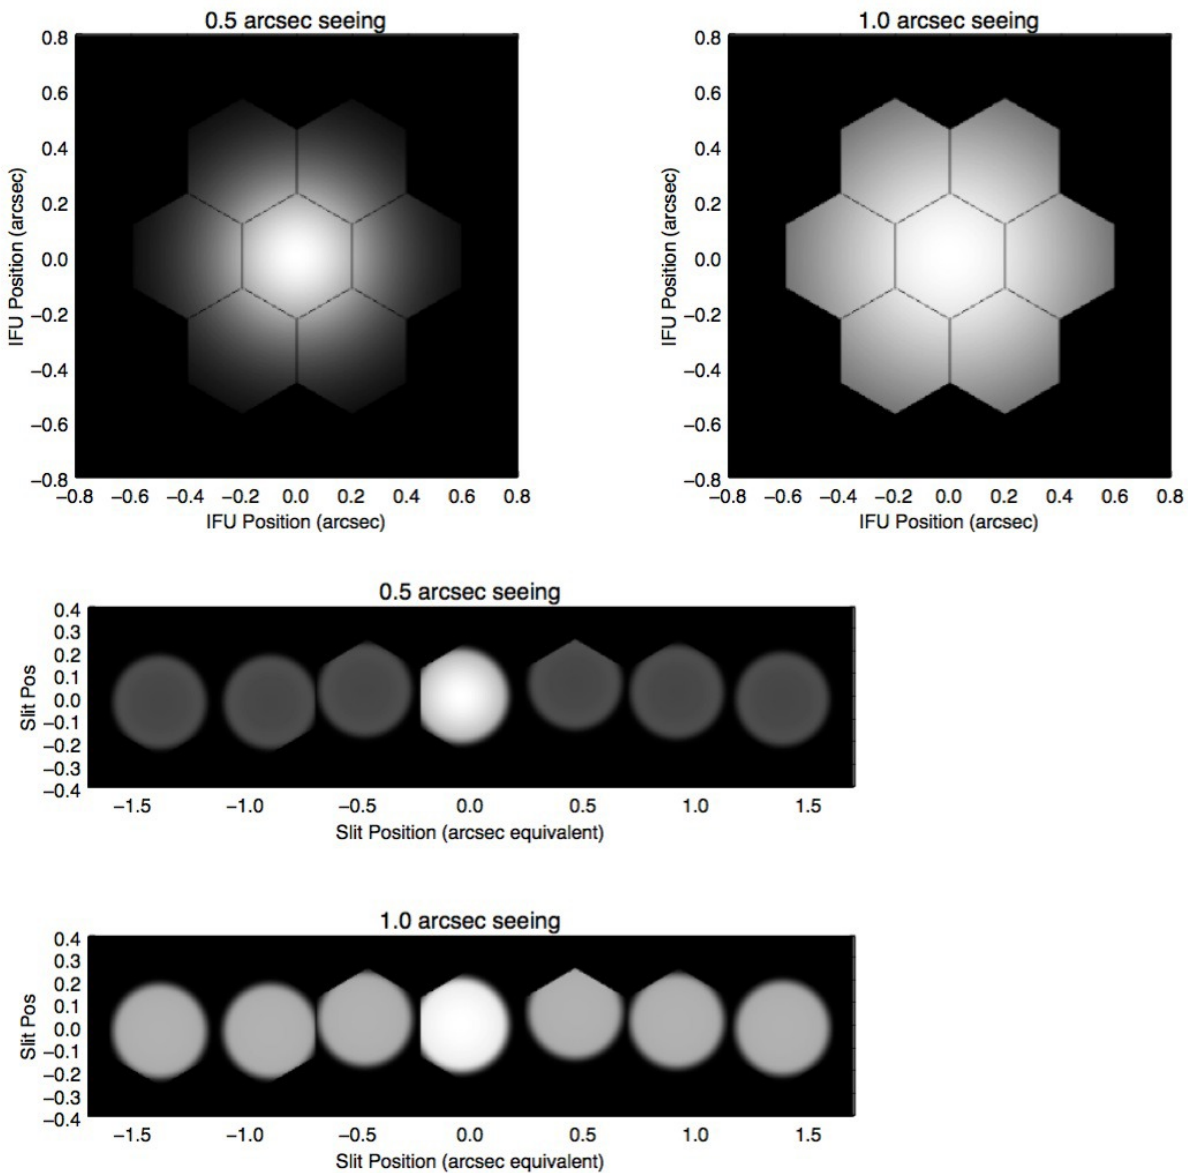 0.5 arcsec seeing
0.8
0.6
0.4
0.2
0.0
−0.2
−0.4
−0.6
−0.8
IFU Position (arcsec)
−0.8 −0.6 −0.4 −0.2 0.0 0.2 0.4 0.6 0.8
IFU Position (arcsec)
1.0 arcsec seeing
0.8
0.6
0.4
0.2
0.0
−0.2
−0.4
−0.6
−0.8
IFU Position (arcsec)
−0.8 −0.6 −0.4 −0.2 0.0 0.2 0.4 0.6 0.8
IFU Position (arcsec)
0.5 arcsec seeing
0.4
0.3
0.2
0.1
0.0
−0.1
−0.2
−0.3
−0.4
Slit Pos
−1.5 −1.0 −0.5 0.0 0.5 1.0 1.5
Slit Position (arcsec equivalent)
1.0 arcsec seeing
0.4
0.3
0.2
0.1
0.0
−0.1
−0.2
−0.3
−0.4
Slit Pos
−1.5 −1.0 −0.5 0.0 0.5 1.0 1.5
Slit Position (arcsec equivalent)